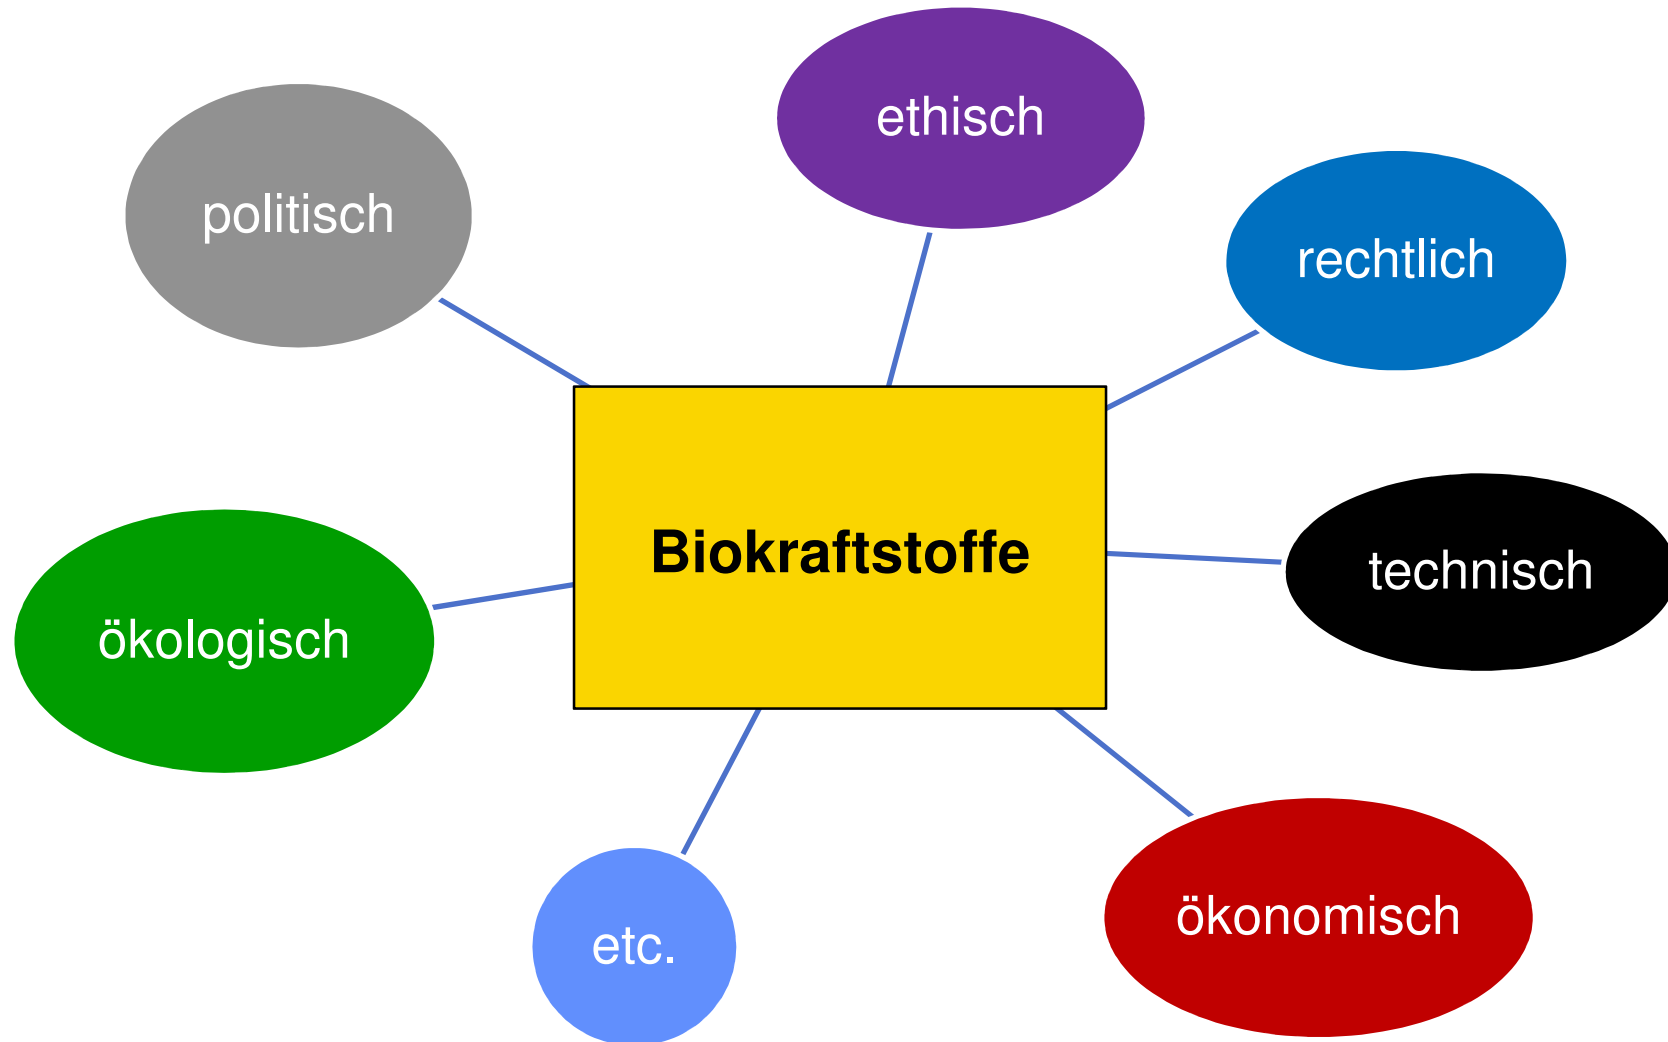 ethisch
politisch
rechtlich
Biokraftstoffe
technisch
ökologisch
ökonomisch
etc.